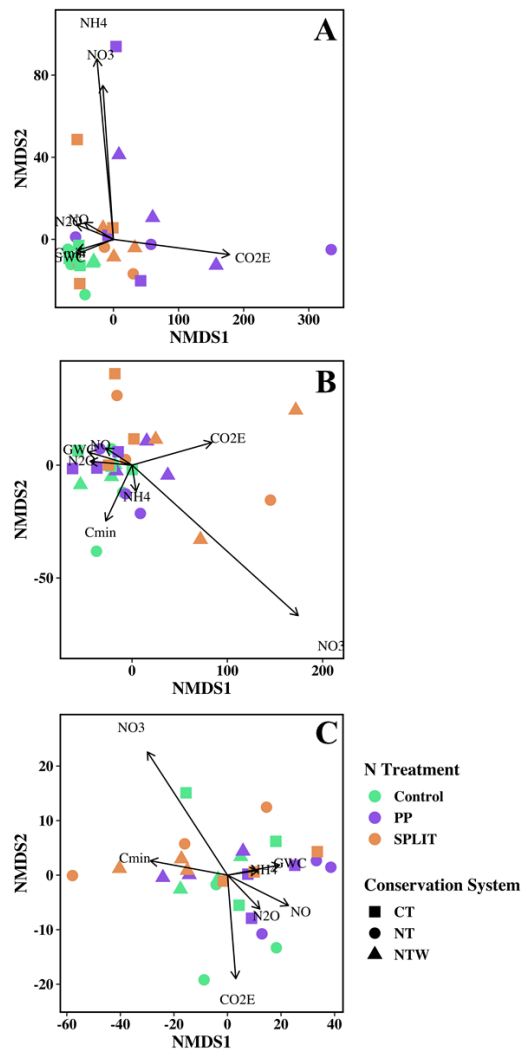 A
NH4
NO3
80
40
0
NO
N2O
GWC
CO2E
0 100 200 300
NMDS1
NMDS2
B
CO2E
GWC
NO
N2O
NH4
Cmin
NO3
0
-50
0 100 200
NMDS1
NMDS2
C
NO3
Cmin
GWC
NH4
N2O
NO
CO2E
20
10
0
-10
-20
-60 -40 -20 0 20 40
NMDS1
NMDS2
N Treatment
Control
PP
SPLIT
Conservation System
CT
NT
NTW